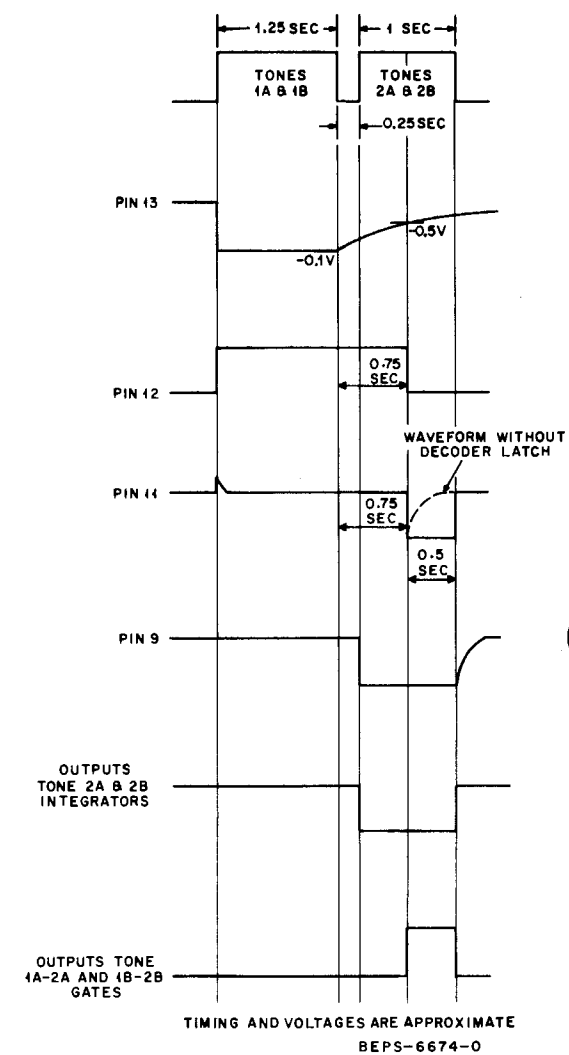 1.25 SEC
1 SEC
TONES
1A & 1B
TONES
2A & 2B
0.25 SEC
PIN 13
-0.1V
-0.5V
0.75
SEC
PIN 12
WAVEFORM WITHOUT
DECODER LATCH
PIN 11
0.75
SEC
0.5
SEC
PIN 9
OUTPUTS
TONE 2A & 2B
INTEGRATORS
OUTPUTS TONE
1A-2A AND 1B-2B
GATES
TIMING AND VOLTAGES ARE APPROXIMATE
BEPS-6674-0